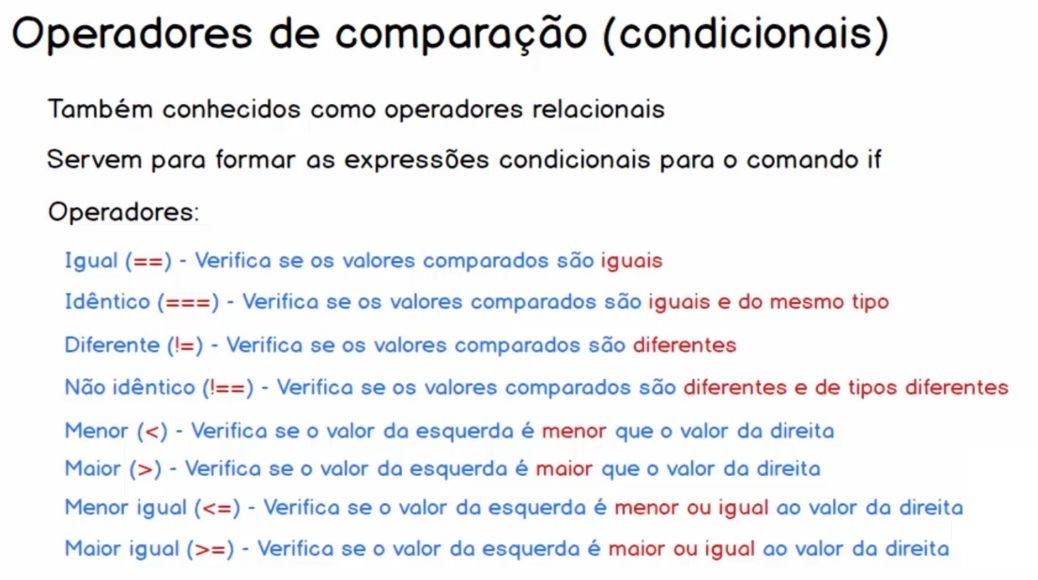 Operadores de comparação (condicionais)
Também conhecidos como operadores relacionais
Servem para formar as expressões condicionais para o comando if
Operadores:
Igual (==) - Verifica se os valores comparados são iguais
Idêntico (===) - Verifica se os valores comparados são iguais e do mesmo tipo
Diferente (!=) - Verifica se os valores comparados são diferentes
Não idêntico (!==) - Verifica se os valores comparados são diferentes e de tipos diferentes
Menor (<) - Verifica se o valor da esquerda é menor que o valor da direita
Maior (>) - Verifica se o valor da esquerda é maior que o valor da direita
Menor igual (<=) - Verifica se o valor da esquerda é menor ou igual ao valor da direita
Maior igual (>=) - Verifica se o valor da esquerda é maior ou igual ao valor da direita